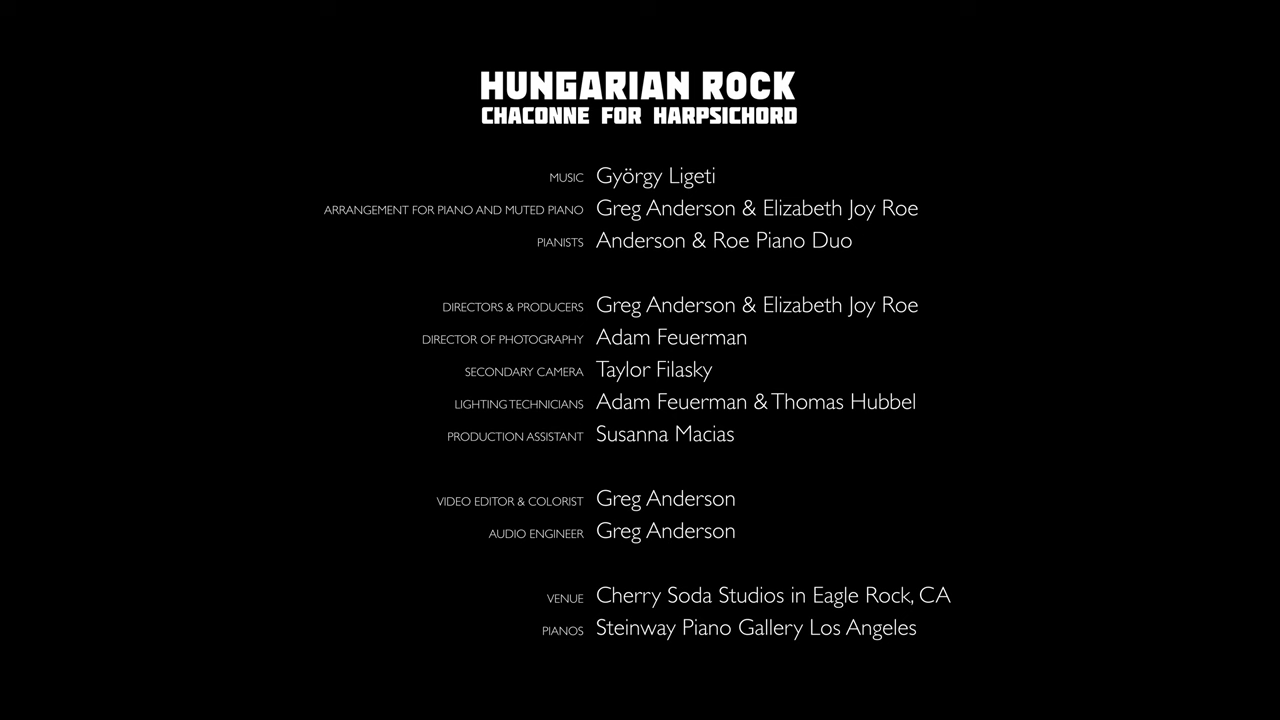 HUNGARIAN ROCK
CHACONNE FOR HARPSICHORD
MUSIC György Ligeti
ARRANGEMENT FOR PIANO AND MUTED PIANO Greg Anderson & Elizabeth Joy Roe
PIANISTS Anderson & Roe Piano Duo
DIRECTORS & PRODUCERS Greg Anderson & Elizabeth Joy Roe
DIRECTOR OF PHOTOGRAPHY Adam Feuerman
SECONDARY CAMERA Taylor Filasky
LIGHTING TECHNICIANS Adam Feuerman & Thomas Hubbel
PRODUCTION ASSISTANT Susanna Macias
VIDEO EDITOR & COLORIST Greg Anderson
AUDIO ENGINEER Greg Anderson
VENUE Cherry Soda Studios in Eagle Rock, CA
PIANOS Steinway Piano Gallery Los Angeles